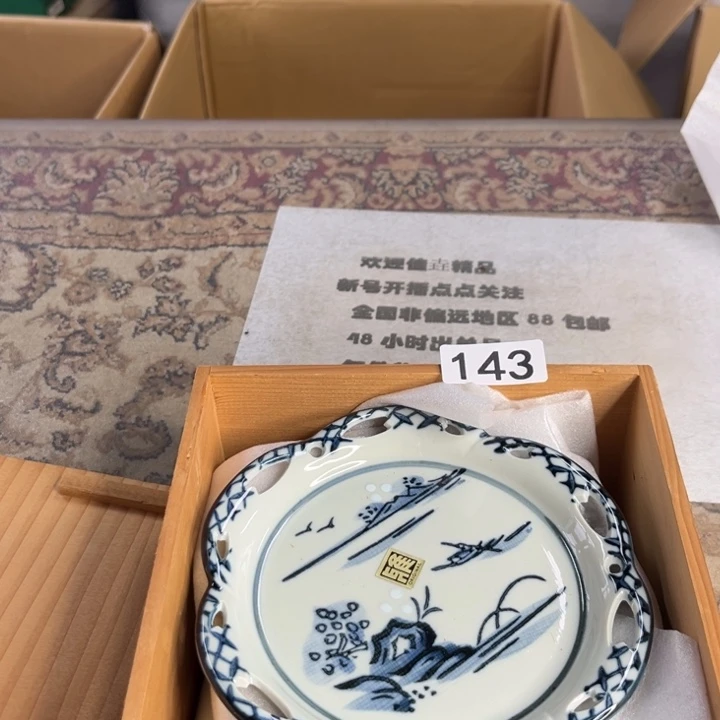 欢迎值 精品
新号开播点点关注
全国非偏远地区 88 包邮
48 小时出
143